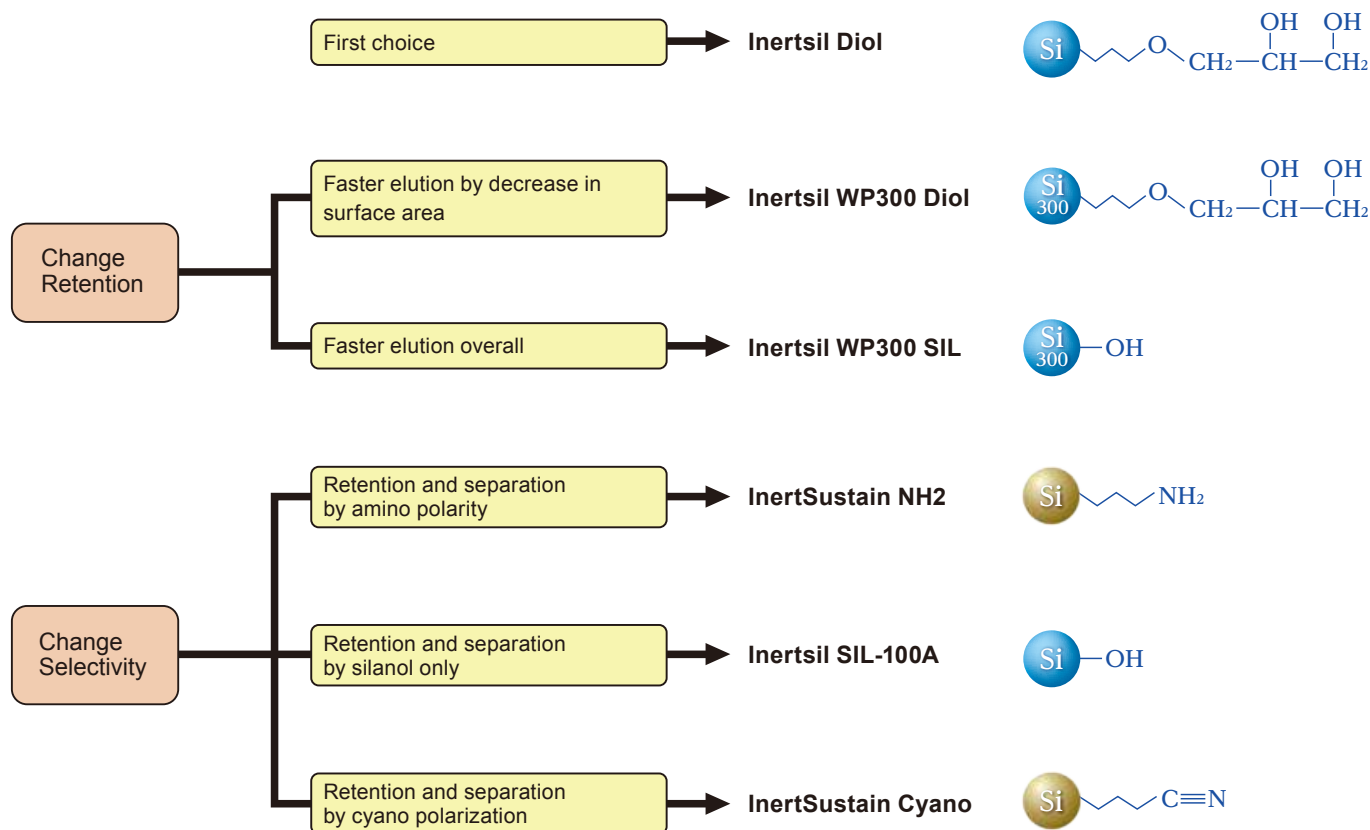 First choice
Inertsil Diol
Si
O
CH2
OH
CH
OH
CH2
Change
Retention
Faster elution by decrease in
surface area
Inertsil WP300 Diol
Si
300
O
CH2
OH
CH
OH
CH2
Faster elution overall
Inertsil WP300 SIL
Si
300
OH
Change
Selectivity
Retention and separation
by amino polarity
InertSustain NH2
Si
NH2
Retention and separation
by silanol only
Inertsil SIL-100A
Si
OH
Retention and separation
by cyano polarization
InertSustain Cyano
Si
C≡N